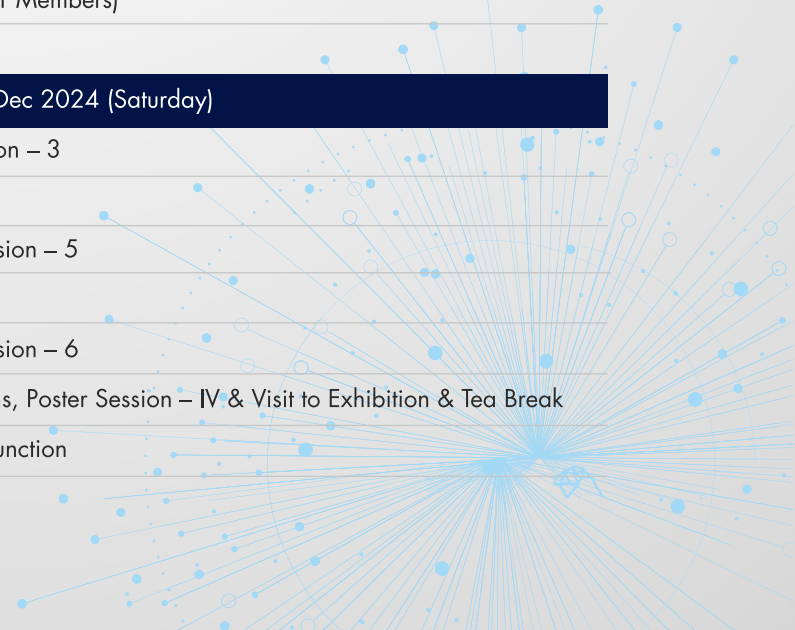 Members)
Dec 2024 (Saturday)
on – 3
sion – 5
sion – 6
s, Poster Session – IV & Visit to Exhibition & Tea Break
unction